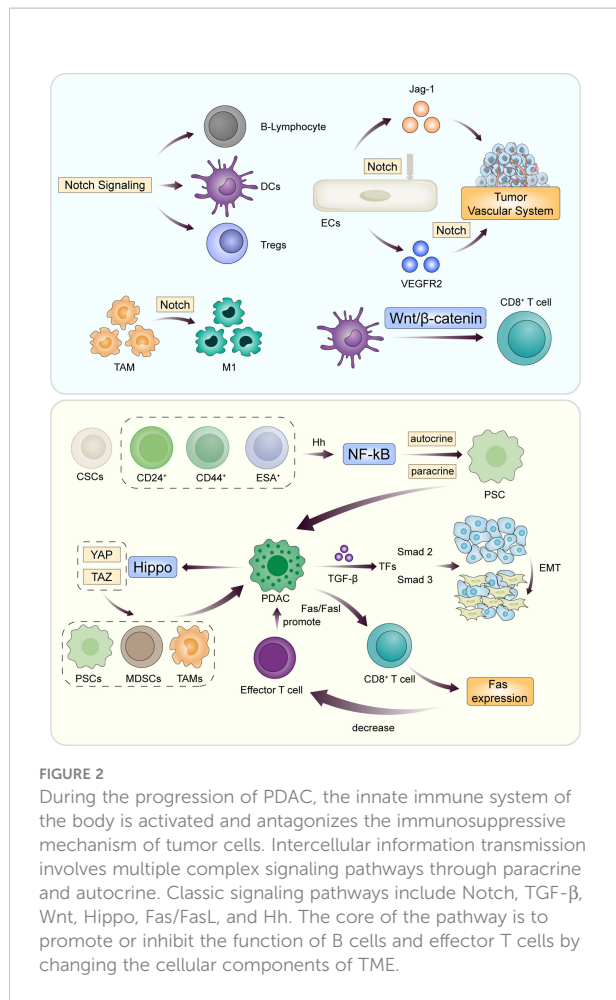 Jag-1
B-Lymphocyte
Notch Signaling
DCs
Notch
ECs
Tumor
Vascular System
Notch
Tregs
VEGFR2
Notch
TAM
M1
Wnt/β-catenin
CD8⁺ T cell
CSCs
CD24⁺
CD44⁺
ESA⁺
Hh
NF-kB
autocrine
paracrine
PSC
YAP
TAZ
Hippo
PDAC
TGF-β
TFs
Smad 2
Smad 3
EMT
Fas/Fasl
promote
PSCs
MDSCs
TAMs
Effector T cell
CD8⁺ T cell
Fas
expression
decrease
FIGURE 2
During the progression of PDAC, the innate immune system of
the body is activated and antagonizes the immunosuppressive
mechanism of tumor cells. Intercellular information transmission
involves multiple complex signaling pathways through paracrine
and autocrine. Classic signaling pathways include Notch, TGF-β,
Wnt, Hippo, Fas/FasL, and Hh. The core of the pathway is to
promote or inhibit the function of B cells and effector T cells by
changing the cellular components of TME.